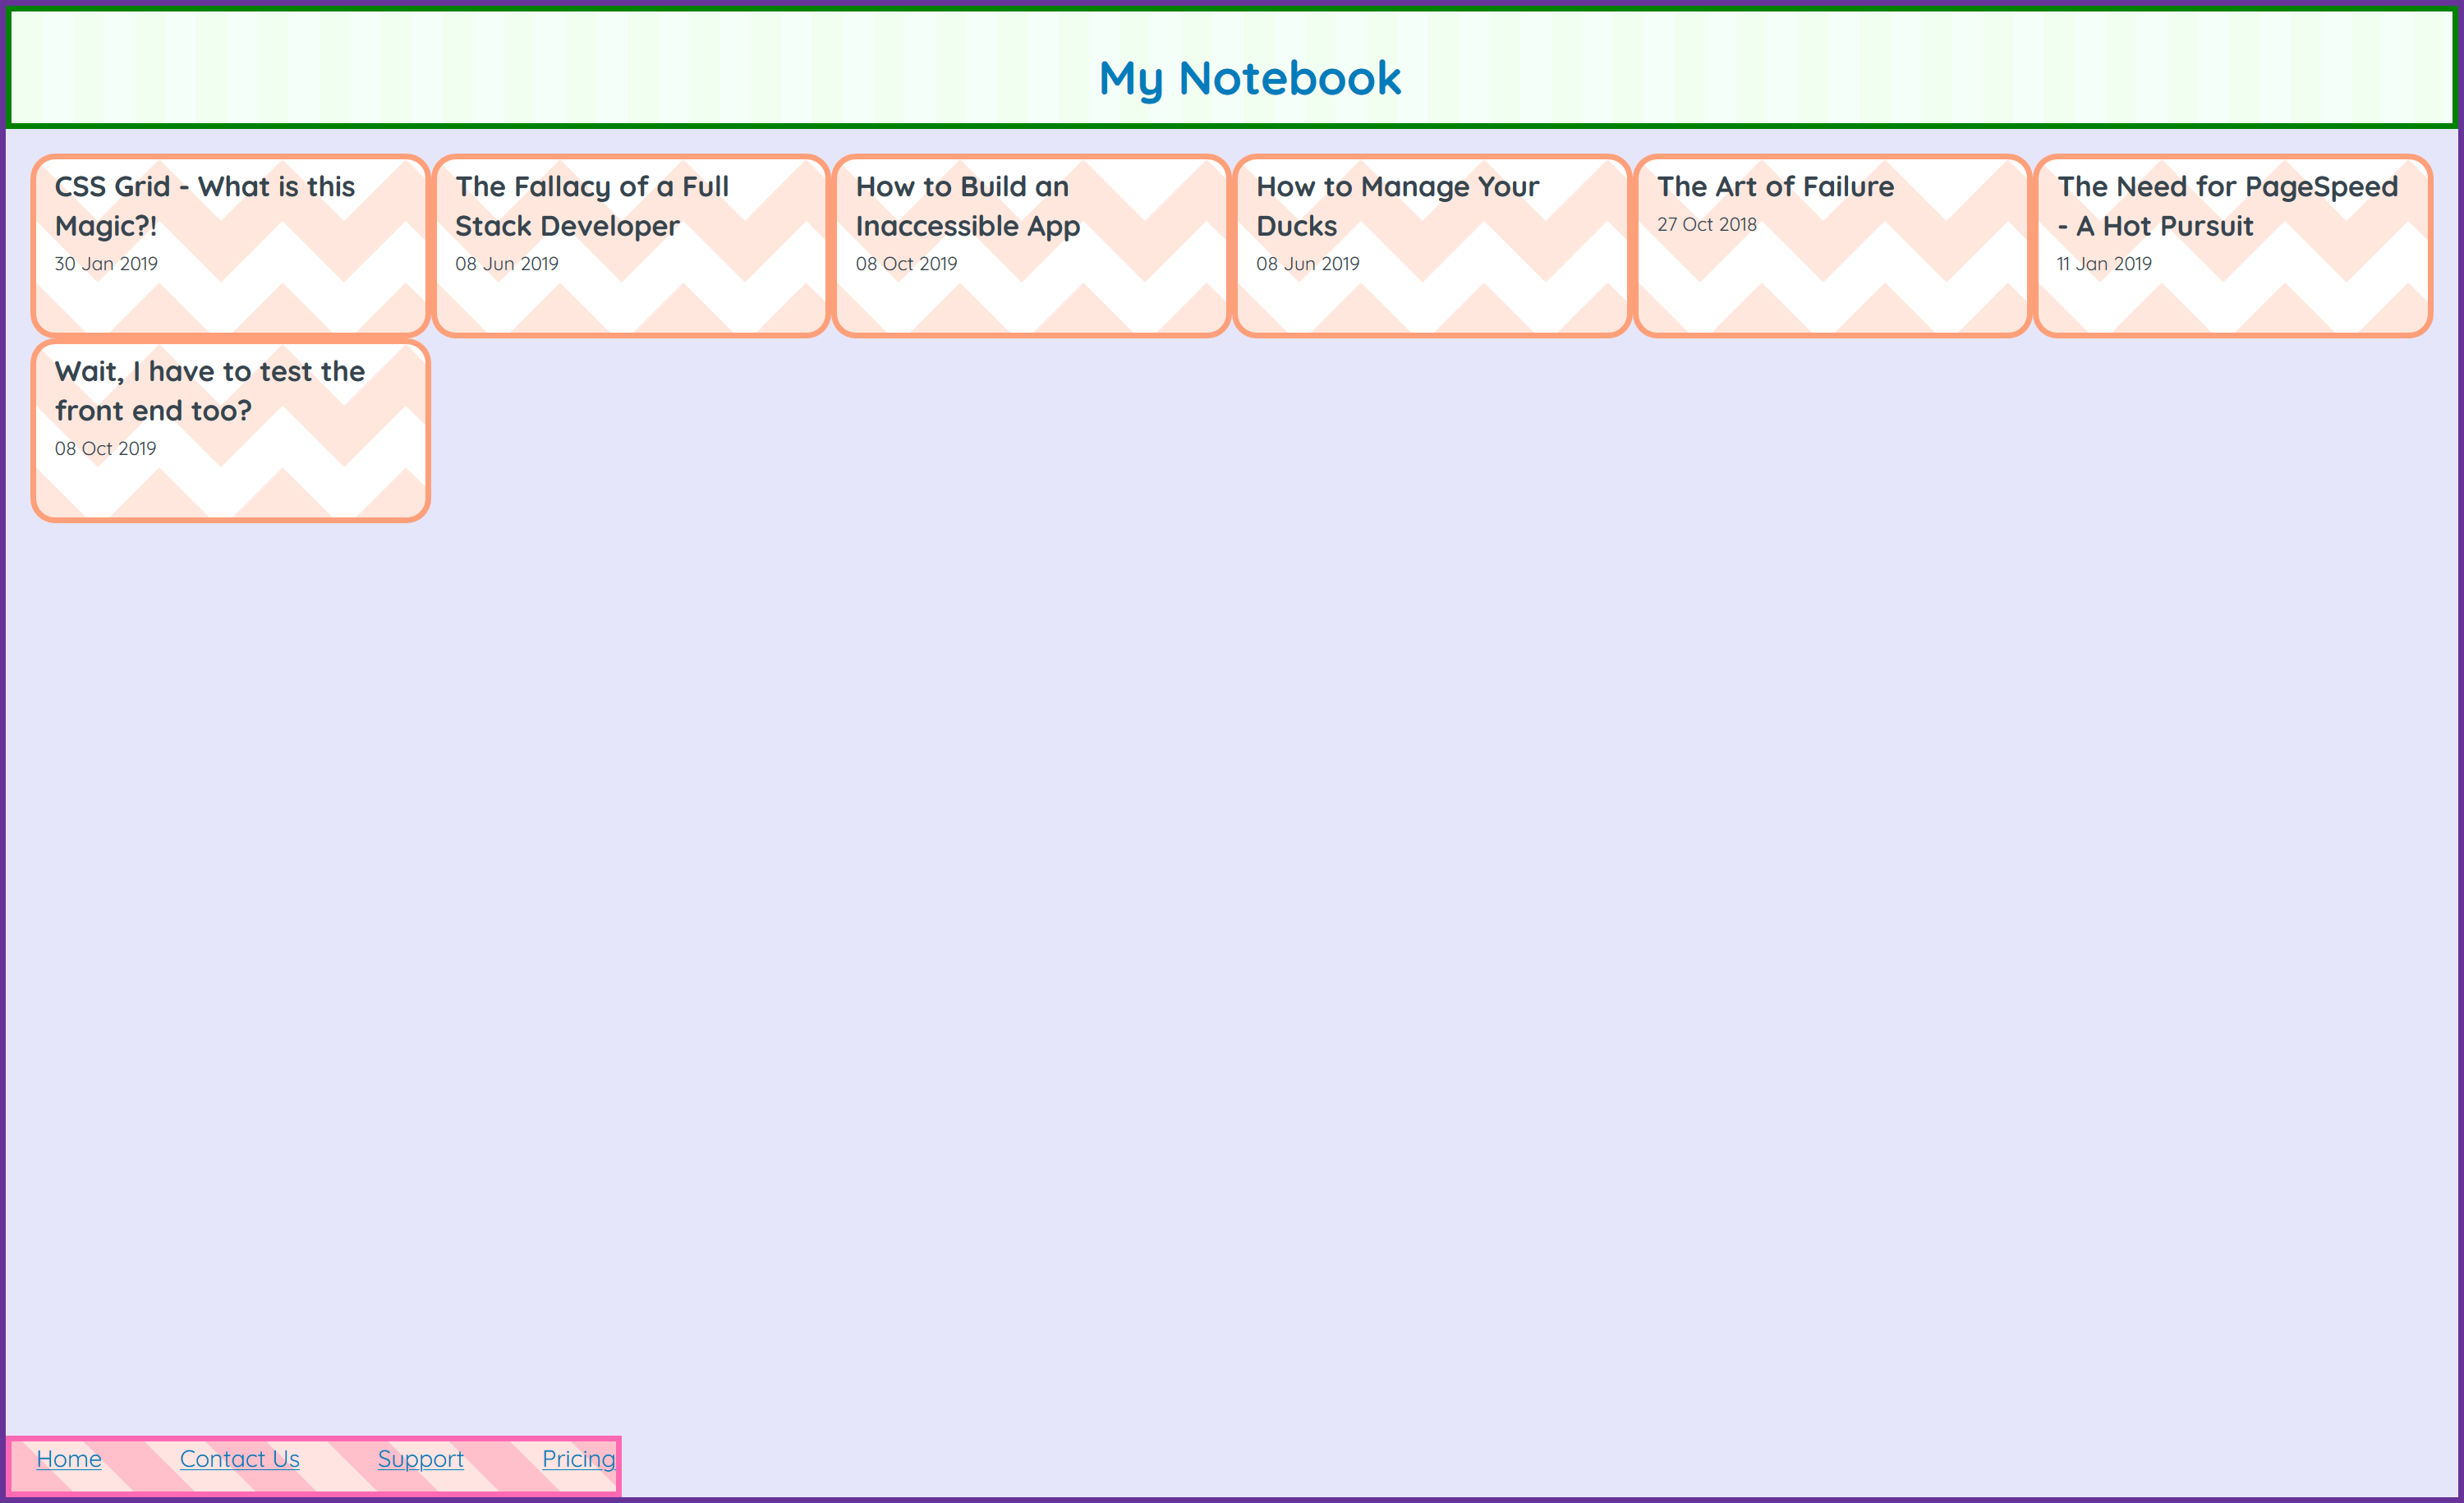 My Notebook
CSS Grid - What is this
Magic?!
30 Jan 2019
The Fallacy of a Full
Stack Developer
08 Jun 2019
How to Build an
Inaccessible App
08 Oct 2019
How to Manage Your
Ducks
08 Jun 2019
The Art of Failure
27 Oct 2018
The Need for PageSpeed
- A Hot Pursuit
11 Jan 2019
Wait, I have to test the
front end too?
08 Oct 2019
Home Contact Us Support Pricing